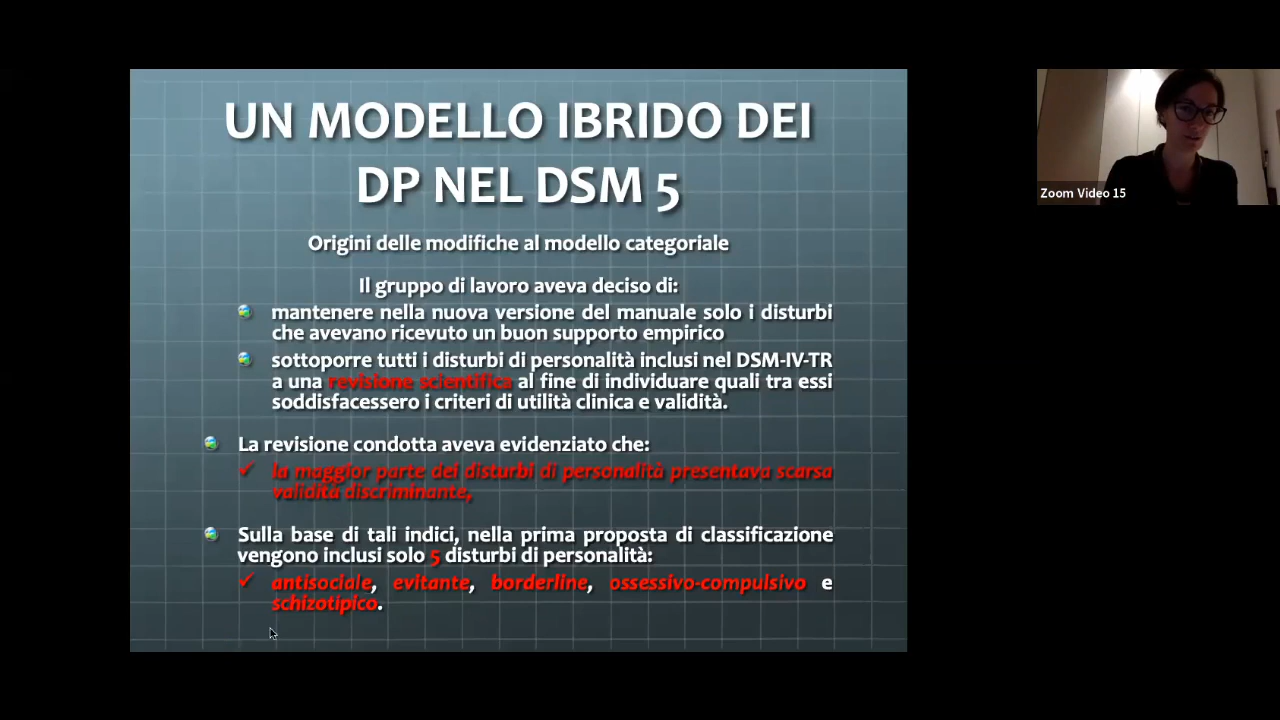 UN MODELLO IBRIDO DEI
DP NEL DSM 5
Origini delle modifiche al modello categoriale
Il gruppo di lavoro aveva deciso di:
mantenere nella nuova versione del manuale solo i disturbi
che avevano ricevuto un buon supporto empirico
sottoporre tutti i disturbi di personalità inclusi nel DSM-IV-TR
a una revisione scientifica al fine di individuare quali tra essi
soddisfacessero i criteri di utilità clinica e validità.
La revisione condotta aveva evidenziato che:
la maggior parte dei disturbi di personalità presentava scarsa
validità discriminante,
Sulla base di tali indici, nella prima proposta di classificazione
vengono inclusi solo 5 disturbi di personalità:
antisociale, evitante, borderline, ossessivo-compulsivo e
schizotipico.
Zoom Video 15